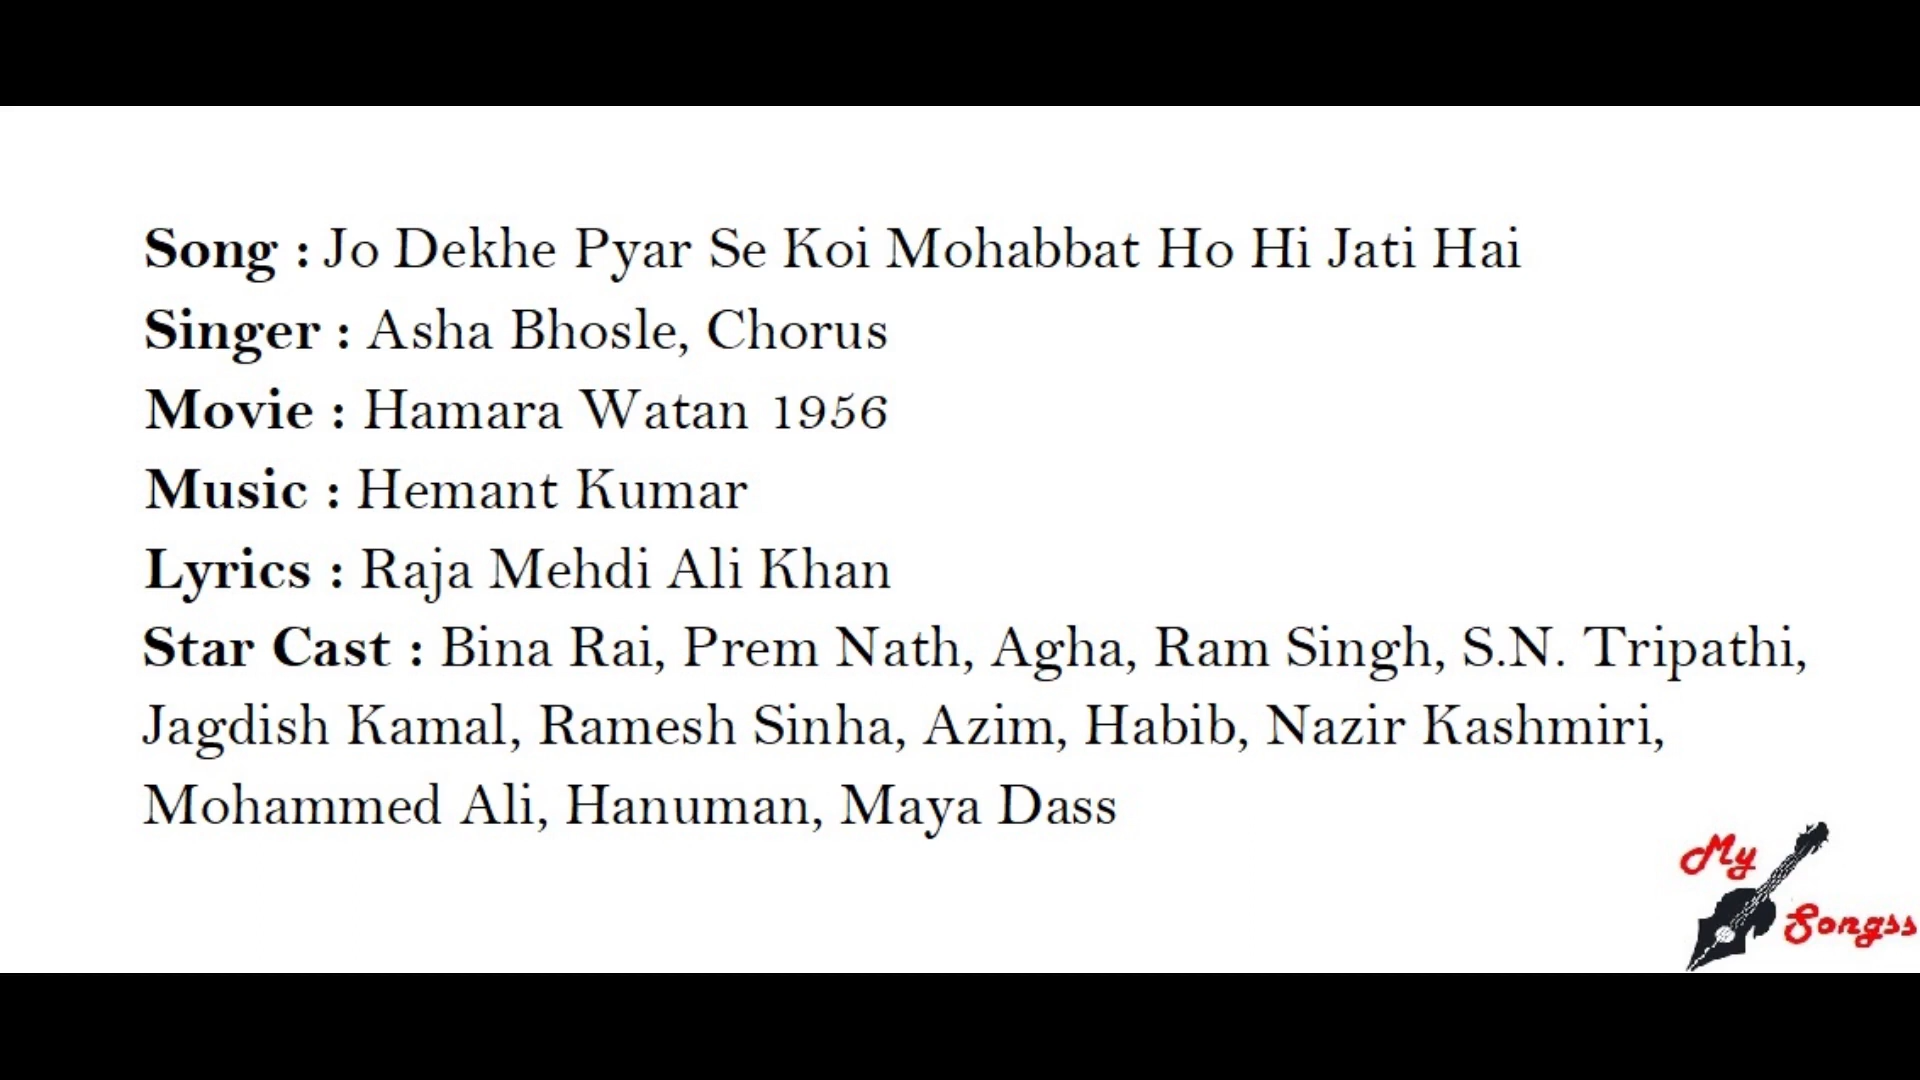 Song : Jo Dekhe Pyar Se Koi Mohabbat Ho Hi Jati Hai
Singer : Asha Bhosle, Chorus
Movie : Hamara Watan 1956
Music : Hemant Kumar
Lyrics : Raja Mehdi Ali Khan
Star Cast : Bina Rai, Prem Nath, Agha, Ram Singh, S.N. Tripathi,
Jagdish Kamal, Ramesh Sinha, Azim, Habib, Nazir Kashmiri,
Mohammed Ali, Hanuman, Maya Dass
My
Songss